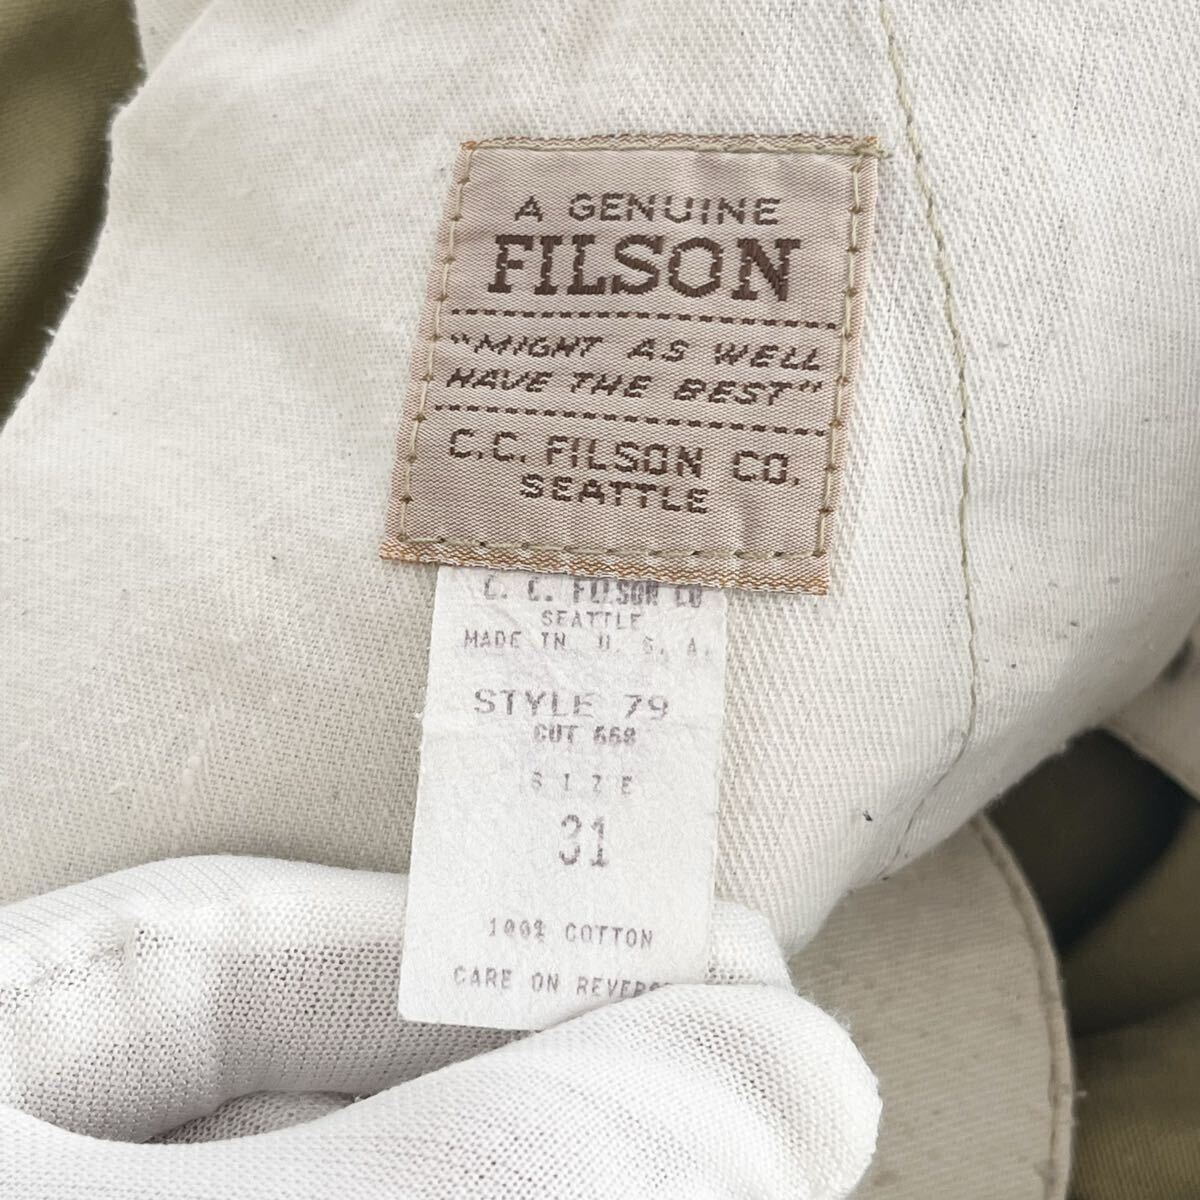 A GENUINE
FILSON
"MIGHT AS WELL
HAVE THE BEST"
C.C. FILSON CO.
SEATTLE
C. C. FILSON CO
SEATTLE
MADE IN U. S. A.
STYLE 79
CUT 668
SIZE
31
100% COTTON
CARE ON